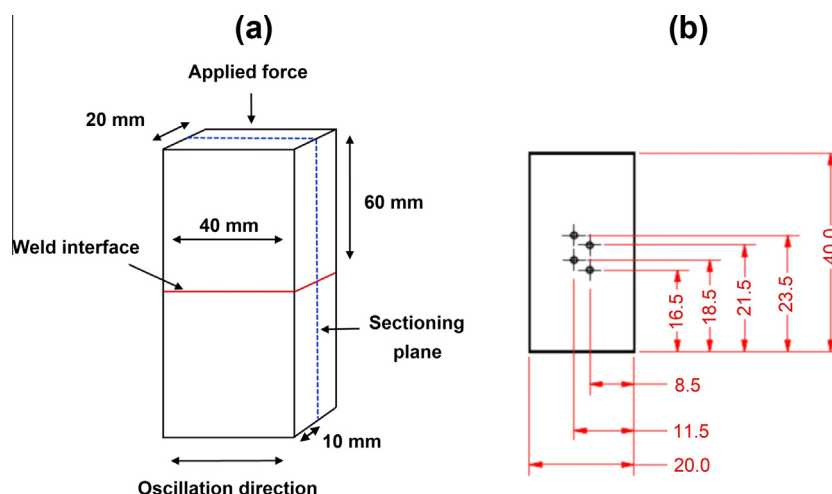 (a)
Applied force
20 mm
60 mm
40 mm
Weld interface
Sectioning
plane
10 mm
Oscillation direction
(b)
40.0
23.5
21.5
18.5
16.5
8.5
11.5
20.0